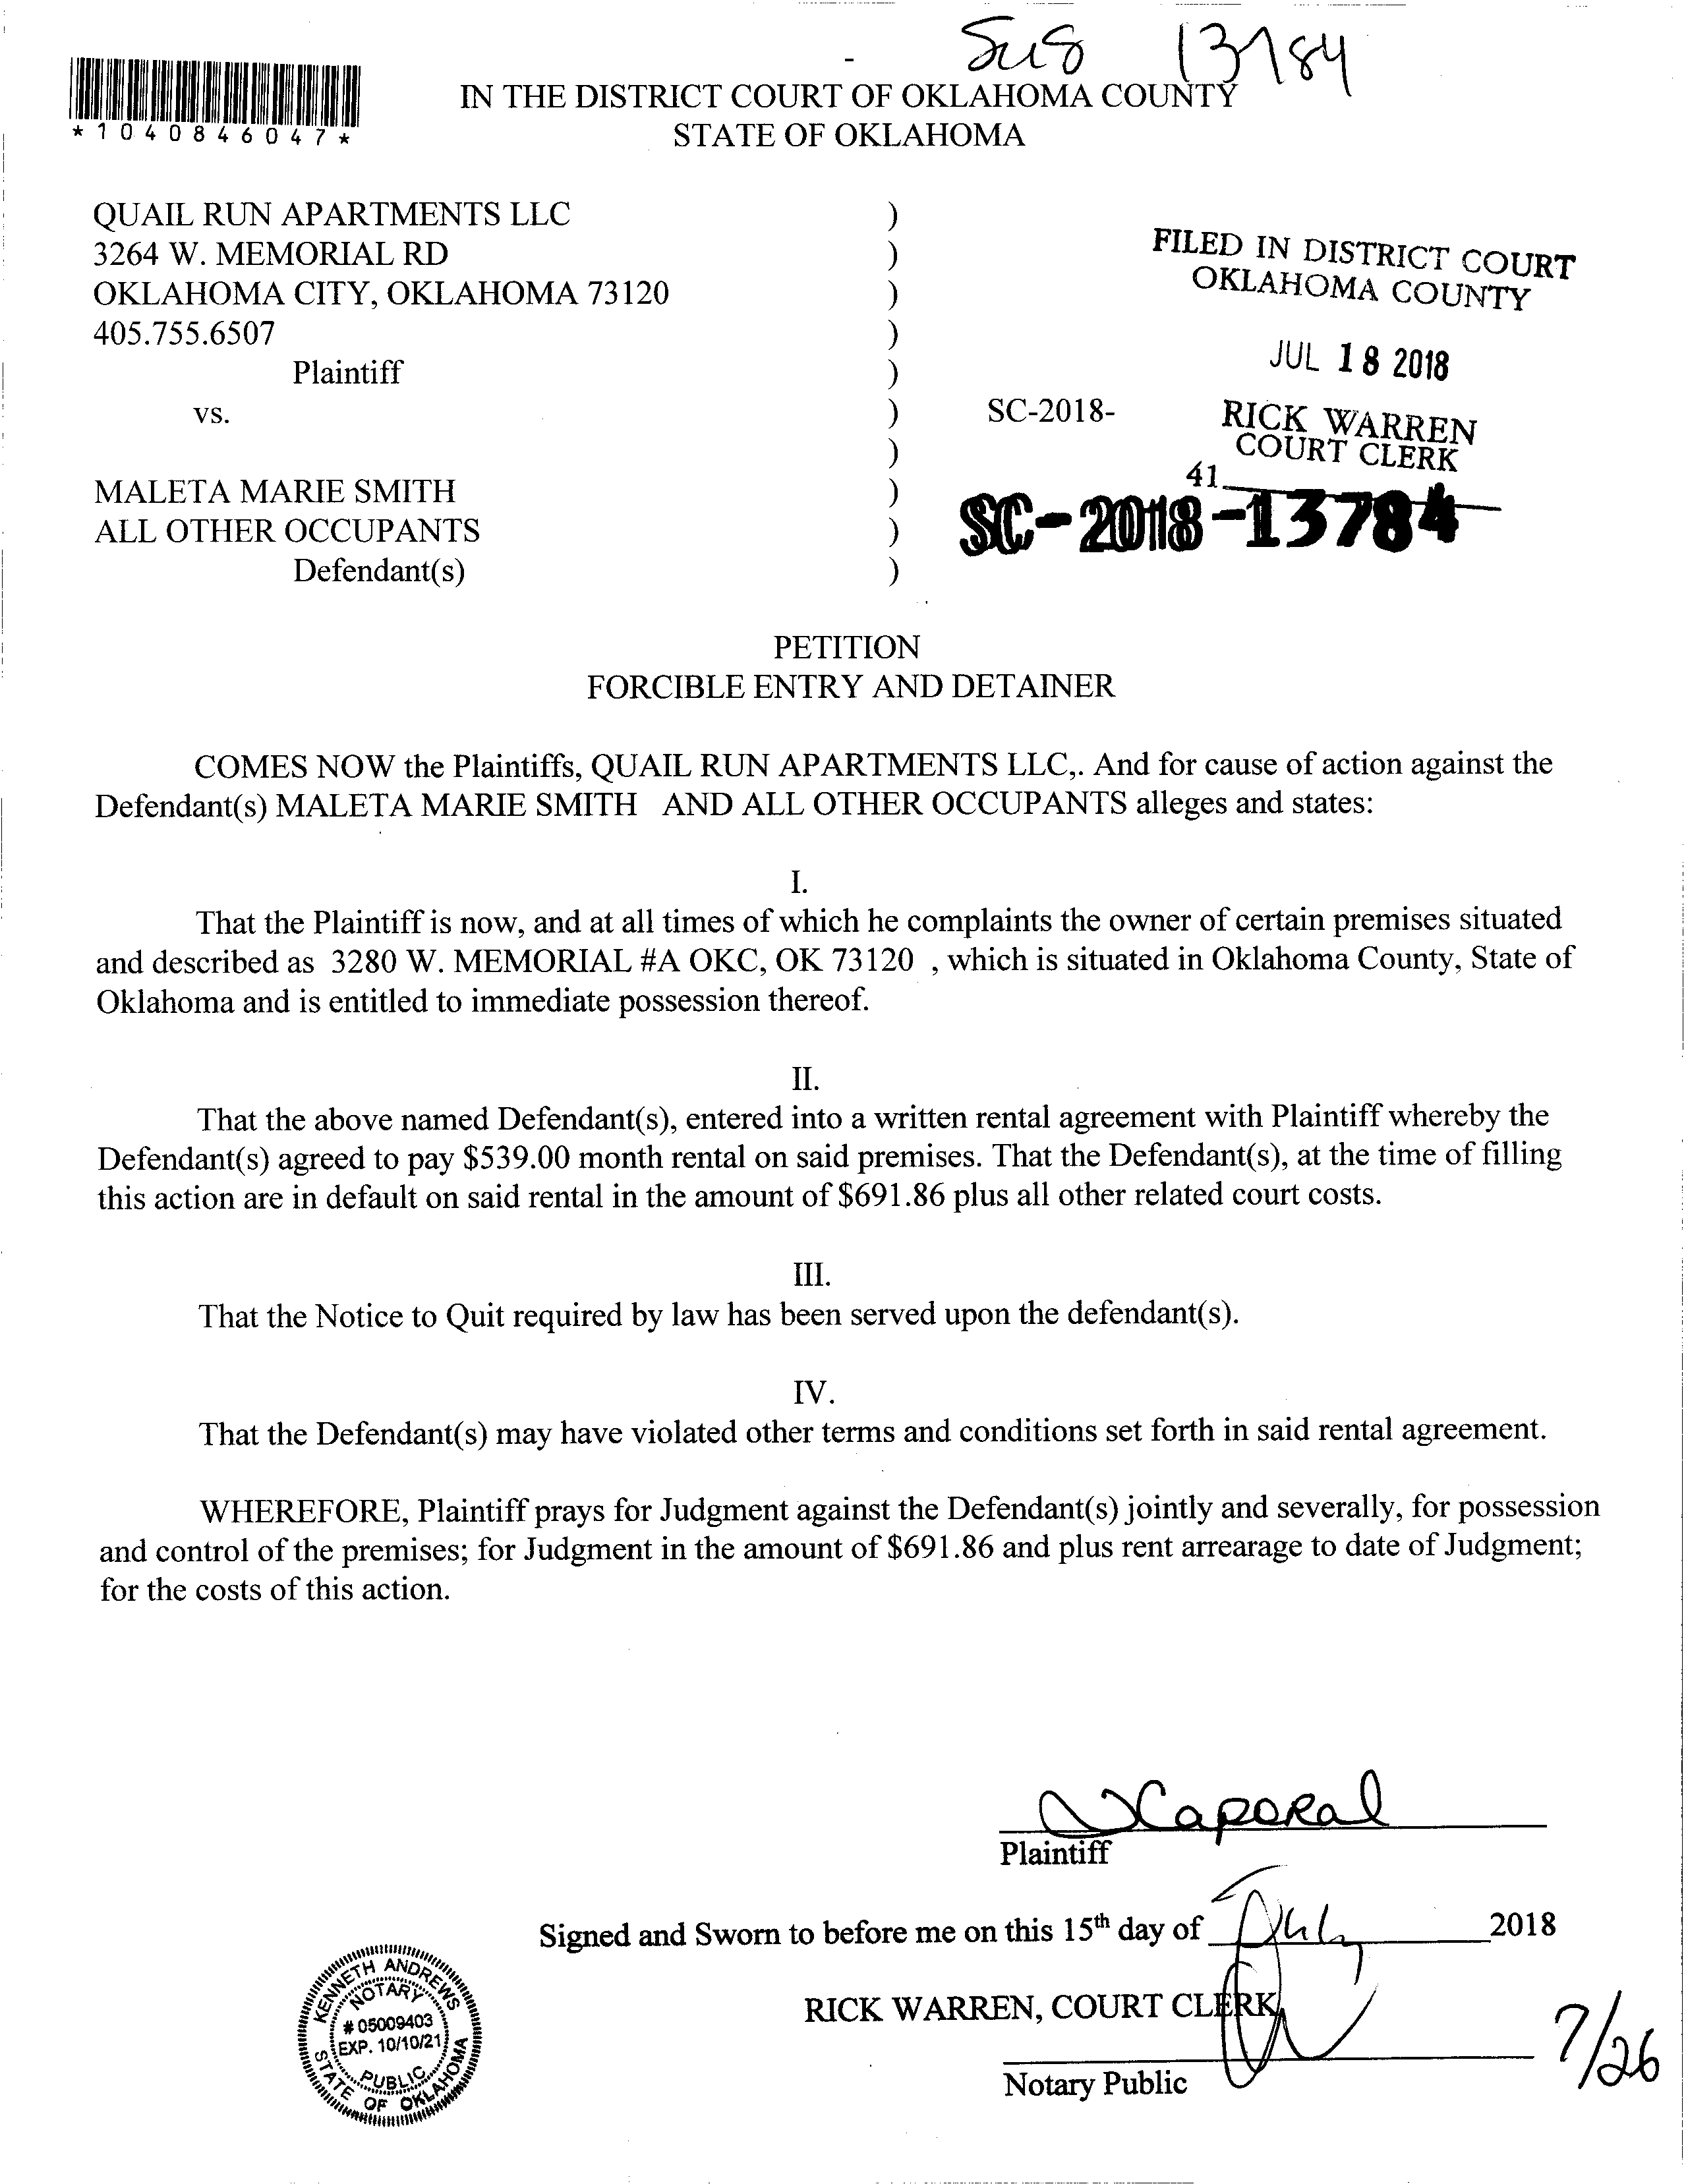 13784
*1040846047*
IN THE DISTRICT COURT OF OKLAHOMA COUNTY
STATE OF OKLAHOMA
QUAIL RUN APARTMENTS LLC )
3264 W. MEMORIAL RD )
OKLAHOMA CITY, OKLAHOMA 73120 )
405.755.6507 )
Plaintiff )
vs. ) SC-2018-
)
MALETA MARIE SMITH )
ALL OTHER OCCUPANTS )
Defendant(s) )
FILED IN DISTRICT COURT
OKLAHOMA COUNTY
JUL 18 2018
RICK WARREN
COURT CLERK
41
SC-2018-13784
PETITION
FORCIBLE ENTRY AND DETAINER
COMES NOW the Plaintiffs, QUAIL RUN APARTMENTS LLC,. And for cause of action against the
Defendant(s) MALETA MARIE SMITH AND ALL OTHER OCCUPANTS alleges and states:
I.
That the Plaintiff is now, and at all times of which he complaints the owner of certain premises situated
and described as 3280 W. MEMORIAL #A OKC, OK 73120 , which is situated in Oklahoma County, State of
Oklahoma and is entitled to immediate possession thereof.
II.
That the above named Defendant(s), entered into a written rental agreement with Plaintiff whereby the
Defendant(s) agreed to pay $539.00 month rental on said premises. That the Defendant(s), at the time of filling
this action are in default on said rental in the amount of $691.86 plus all other related court costs.
III.
That the Notice to Quit required by law has been served upon the defendant(s).
IV.
That the Defendant(s) may have violated other terms and conditions set forth in said rental agreement.
WHEREFORE, Plaintiff prays for Judgment against the Defendant(s) jointly and severally, for possession
and control of the premises; for Judgment in the amount of $691.86 and plus rent arrearage to date of Judgment;
for the costs of this action.
Caporal
Plaintiff
Signed and Sworn to before me on this 15th day of July 2018
RICK WARREN, COURT CLERK
Notary Public
7/26
KENNETH ANDREWS
NOTARY
# 05009403
EXP. 10/10/21
PUBLIC
STATE OF OKLAHOMA